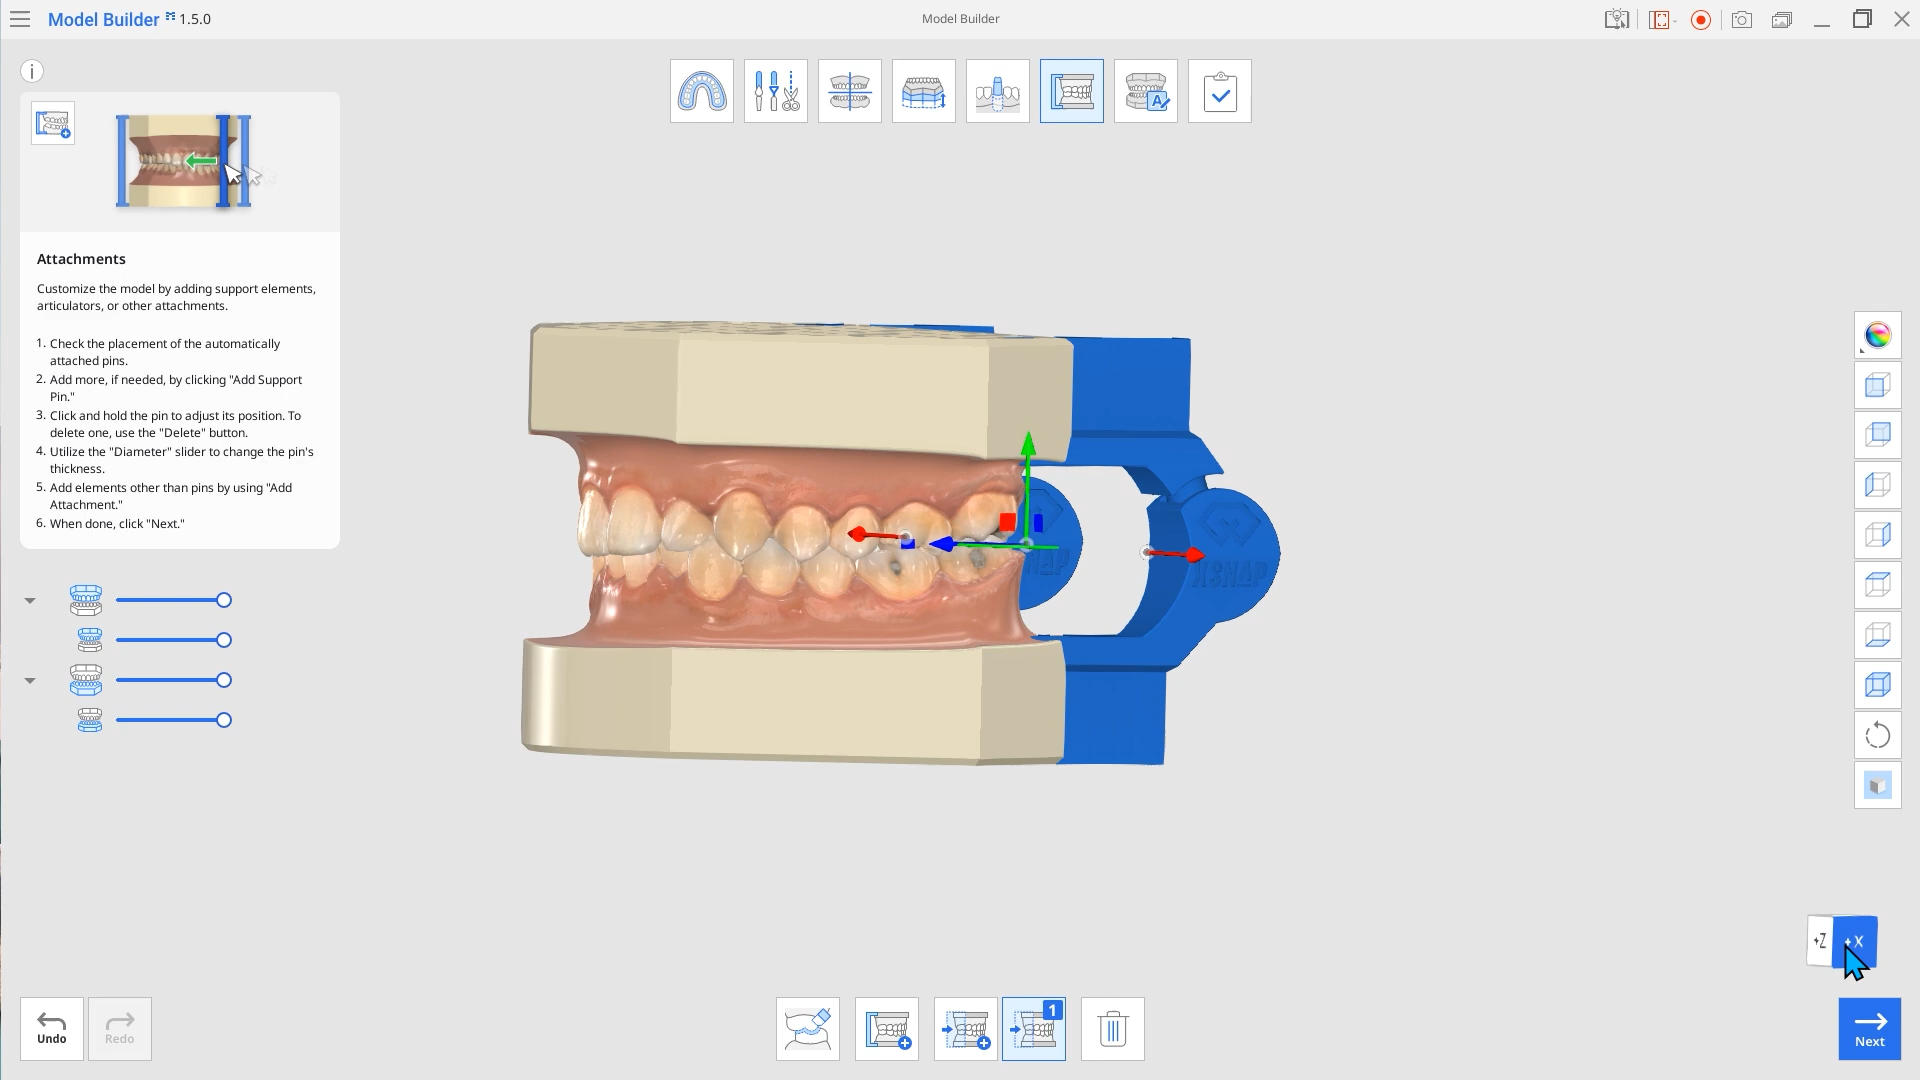 Model Builder 1.5.0
Model Builder
Attachments
Customize the model by adding support elements,
articulators, or other attachments.
1. Check the placement of the automatically
attached pins.
2. Add more, if needed, by clicking "Add Support
Pin."
3. Click and hold the pin to adjust its position. To
delete one, use the "Delete" button.
4. Utilize the "Diameter" slider to change the pin's
thickness.
5. Add elements other than pins by using "Add
Attachment."
6. When done, click "Next."
XSNAP
+Z
+X
Undo
Redo
1
Next